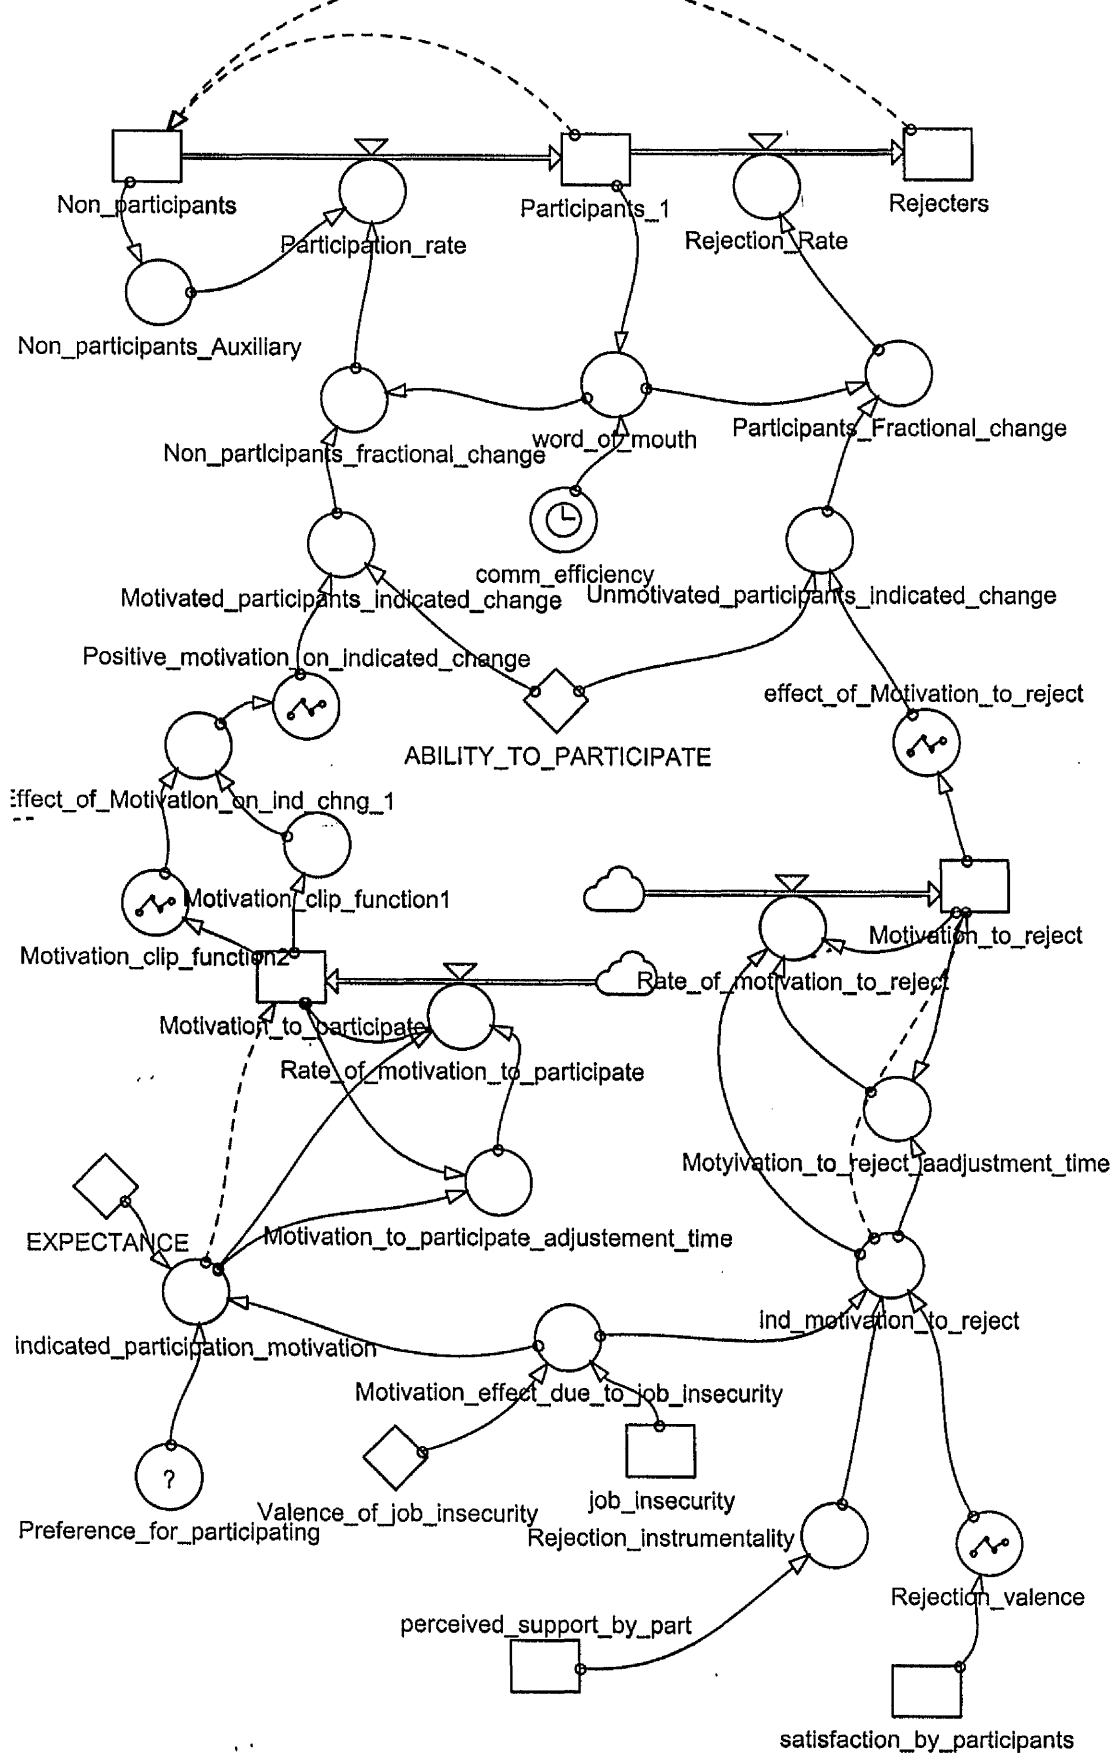 Non_participants
Participants_1
Rejecters
Participation_rate
Rejection_Rate
Non_participants_Auxiliary
Non_participants_fractional_change
word_of_mouth
Participants_Fractional_change
comm_efficiency
Motivated_participants_indicated_change
Unmotivated_participants_indicated_change
Positive_motivation_on_indicated_change
effect_of_Motivation_to_reject
ABILITY_TO_PARTICIPATE
Effect_of_Motivation_on_ind_chng_1
Motivation_clip_function1
Motivation_to_reject
Motivation_clip_function2
Rate_of_motivation_to_reject
Motivation_to_participate
Rate_of_motivation_to_participate
Motyivation_to_reject_aadjustment_time
EXPECTANCE
Motivation_to_participate_adjustement_time
indicated_participation_motivation
ind_motivation_to_reject
Motivation_effect_due_to_job_insecurity
?
Valence_of_job_insecurity
job_insecurity
Preference_for_participating
Rejection_instrumentality
Rejection_valence
perceived_support_by_part
satisfaction_by_participants